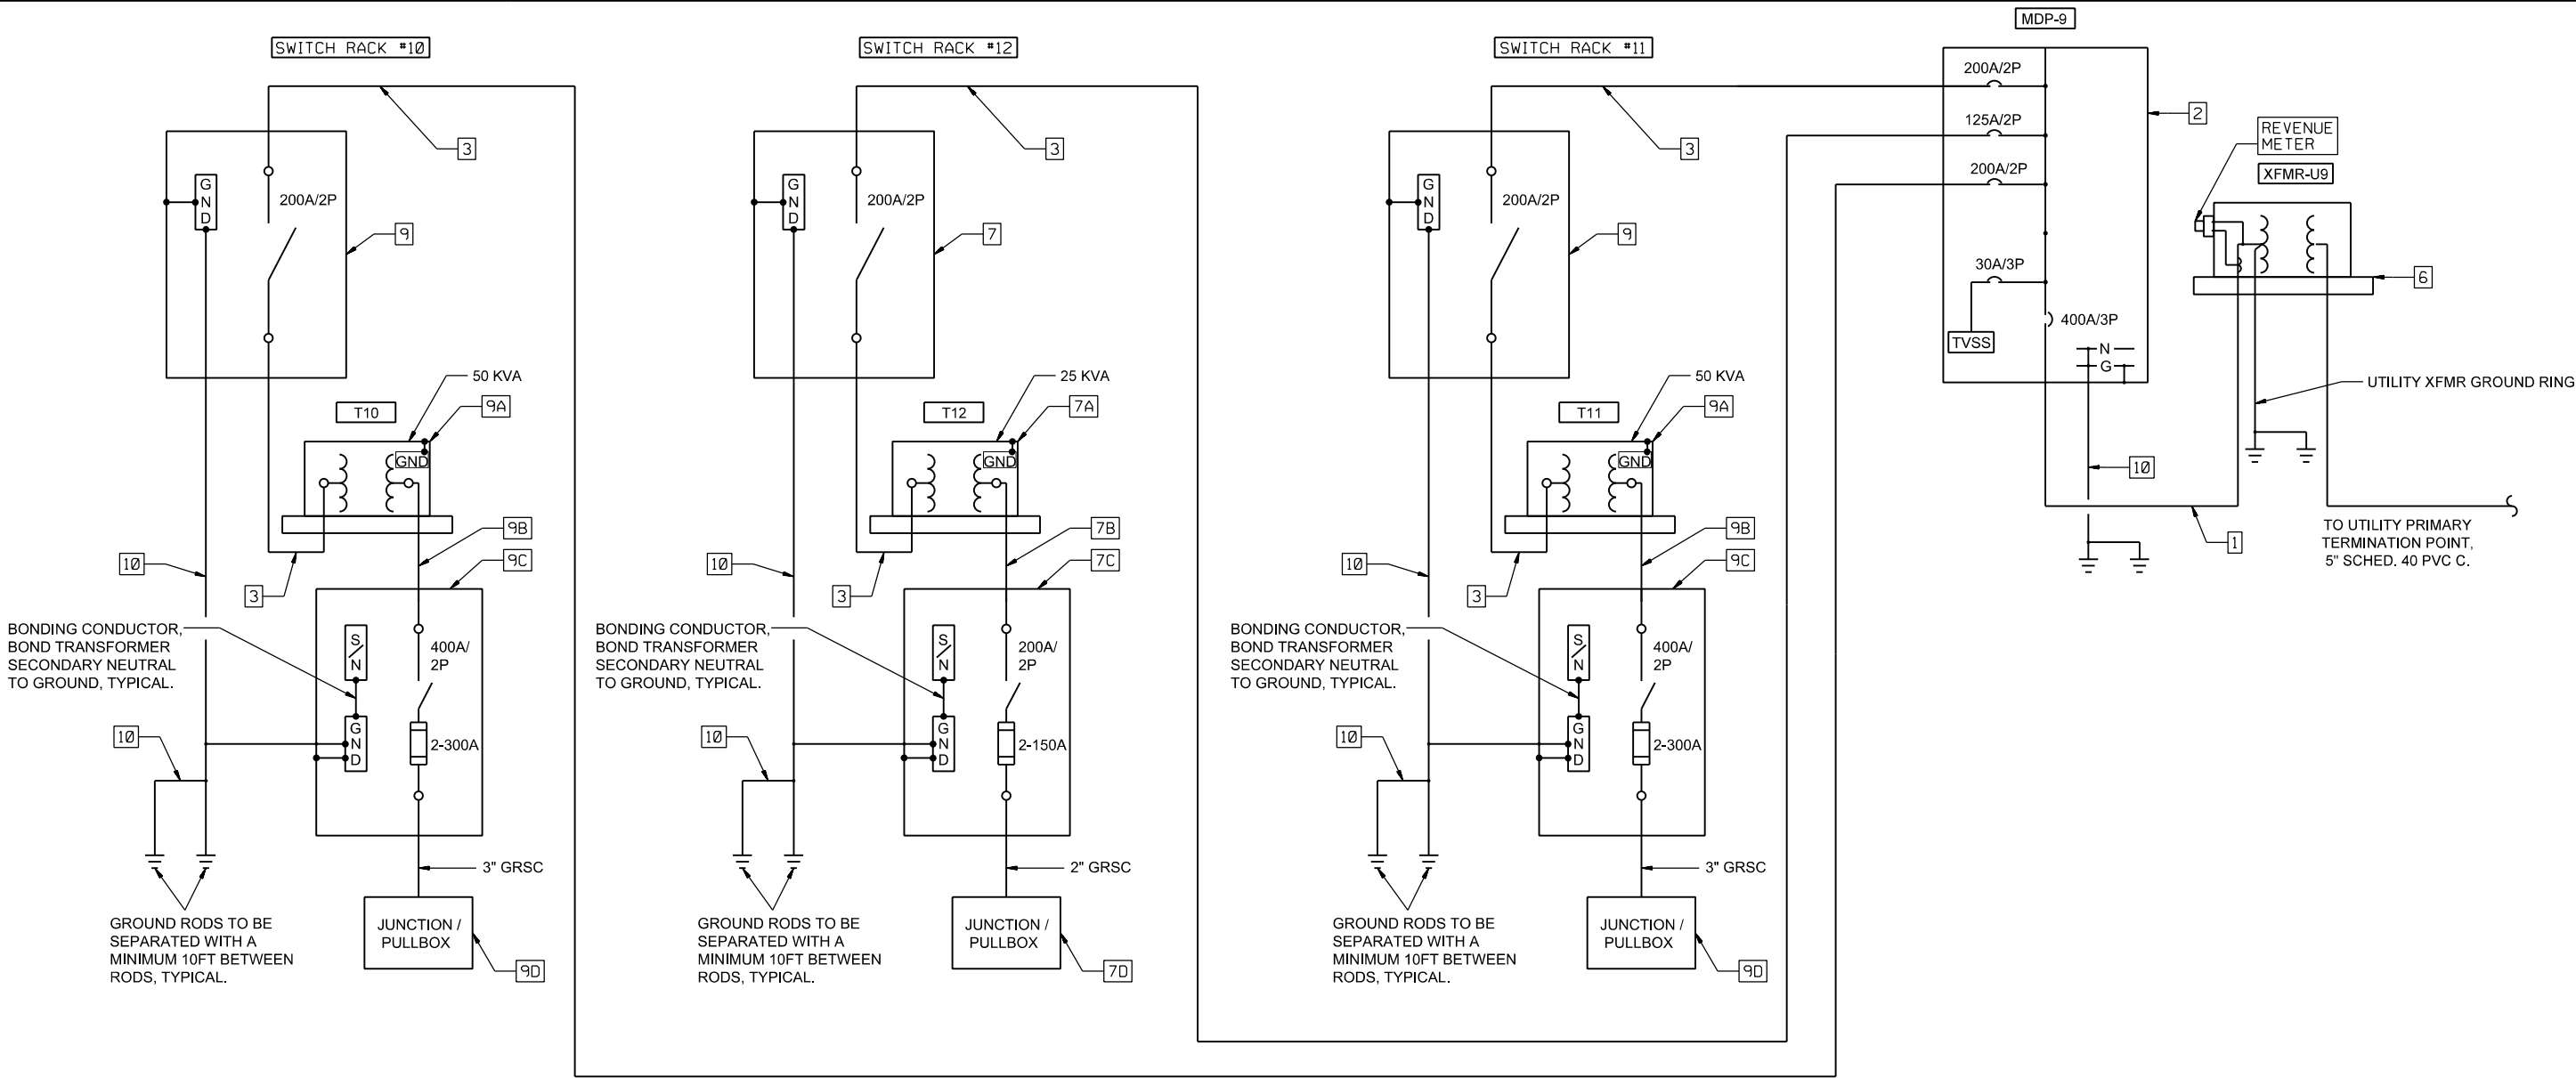 SWITCH RACK #10
200A/2P
GND
3
9
50 KVA
T10
9A
GND
9B
9C
10
3
BONDING CONDUCTOR,
BOND TRANSFORMER
SECONDARY NEUTRAL
TO GROUND, TYPICAL.
S/N
400A/
2P
GND
2-300A
10
3" GRSC
GROUND RODS TO BE
SEPARATED WITH A
MINIMUM 10FT BETWEEN
RODS, TYPICAL.
JUNCTION /
PULLBOX
9D
SWITCH RACK #12
200A/2P
GND
3
7
25 KVA
T12
7A
GND
7B
7C
10
3
BONDING CONDUCTOR,
BOND TRANSFORMER
SECONDARY NEUTRAL
TO GROUND, TYPICAL.
S/N
200A/
2P
GND
2-150A
10
2" GRSC
GROUND RODS TO BE
SEPARATED WITH A
MINIMUM 10FT BETWEEN
RODS, TYPICAL.
JUNCTION /
PULLBOX
7D
SWITCH RACK #11
200A/2P
GND
3
9
50 KVA
T11
9A
GND
9B
9C
10
3
BONDING CONDUCTOR,
BOND TRANSFORMER
SECONDARY NEUTRAL
TO GROUND, TYPICAL.
S/N
400A/
2P
GND
2-300A
10
3" GRSC
GROUND RODS TO BE
SEPARATED WITH A
MINIMUM 10FT BETWEEN
RODS, TYPICAL.
JUNCTION /
PULLBOX
9D
MDP-9
200A/2P
125A/2P
200A/2P
30A/3P
TVSS
400A/3P
N
G
2
10
1
REVENUE
METER
XFMR-U9
6
UTILITY XFMR GROUND RING
TO UTILITY PRIMARY
TERMINATION POINT,
5" SCHED. 40 PVC C.